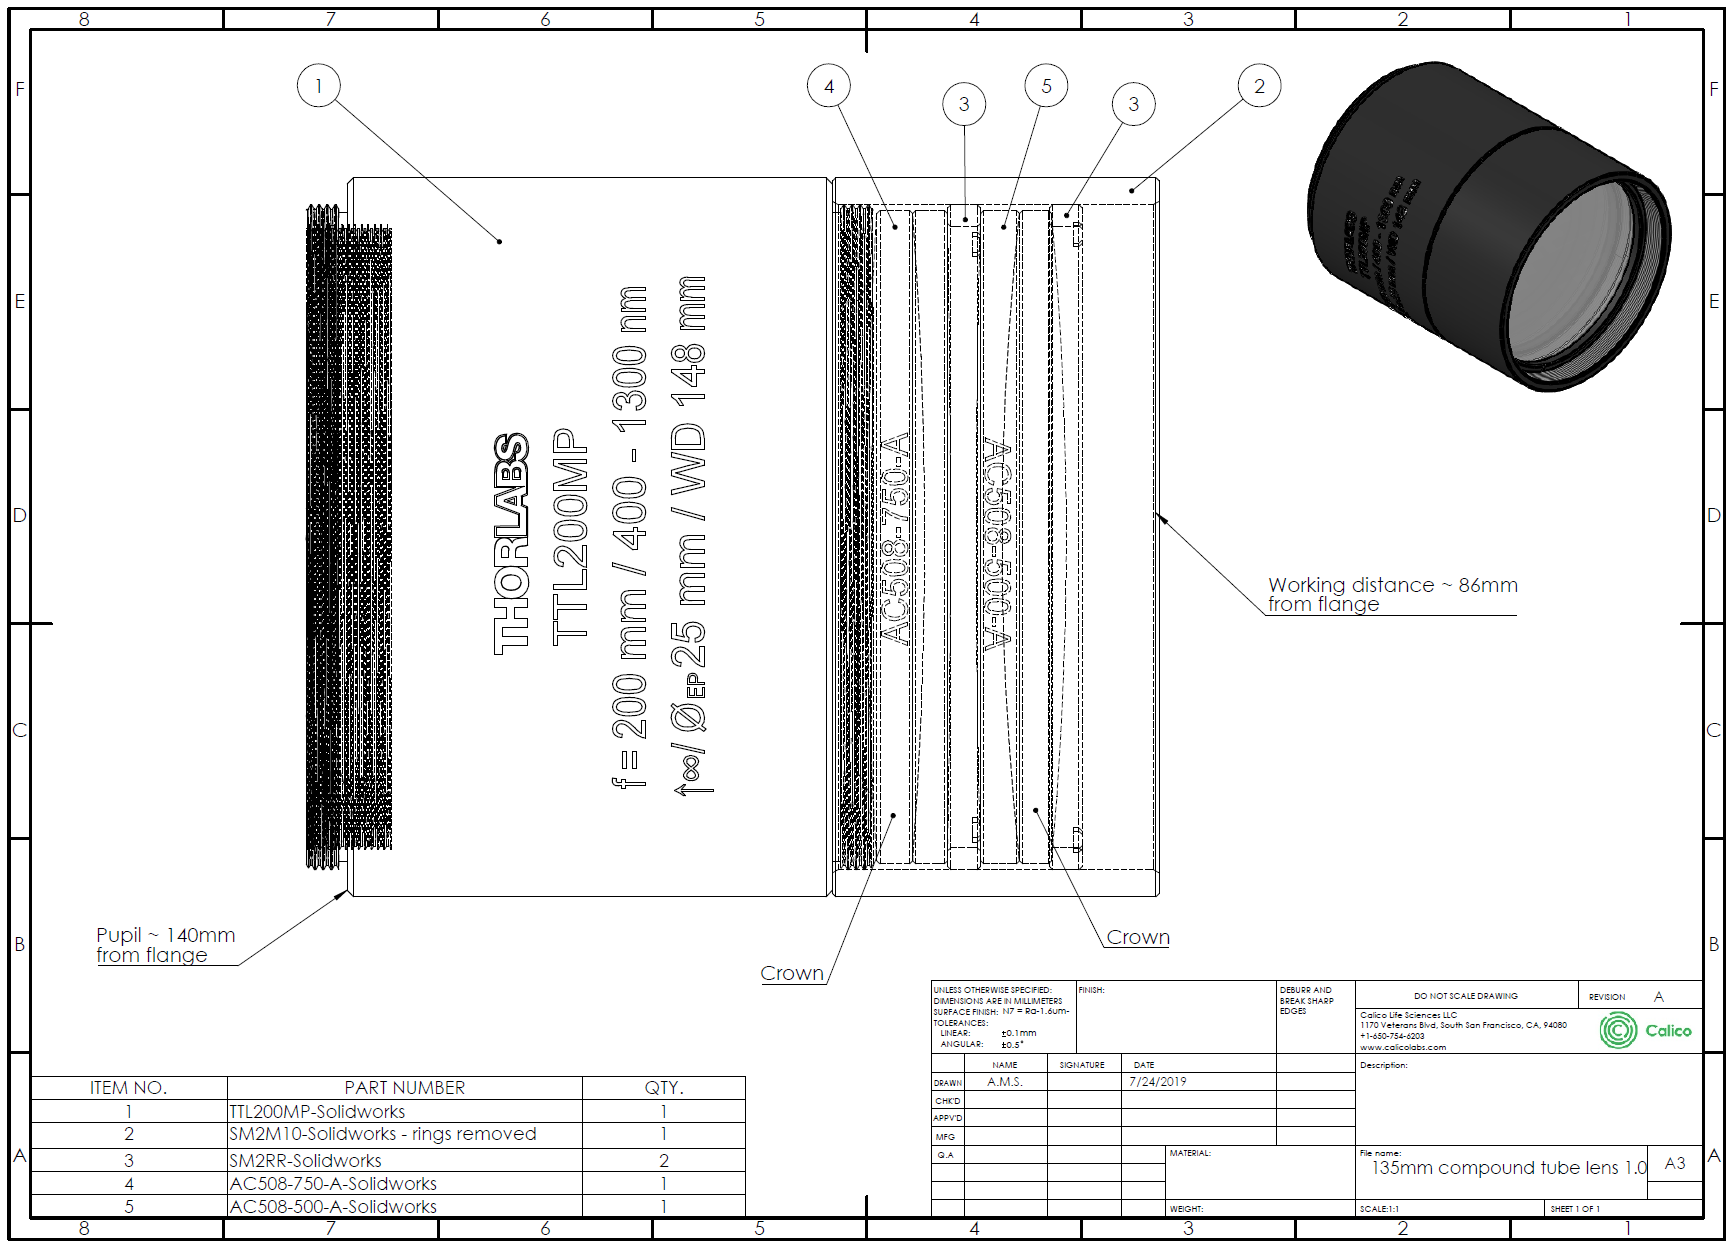 8 7 6 5 4 3 2 1
F F
E E
D D
C C
B B
A A
1
4
3
5
3
2
THORLABS
TTL200MP
f = 200 mm / 400 - 1300 nm
↑∞/ Ø EP 25 mm / WD 148 mm
AC508-750-A
AC508-500-A
Working distance ~ 86mm
from flange
Pupil ~ 140mm
from flange
Crown
Crown
ITEM NO. PART NUMBER QTY.
1 TTL200MP-Solidworks 1
2 SM2M10-Solidworks - rings removed 1
3 SM2RR-Solidworks 2
4 AC508-750-A-Solidworks 1
5 AC508-500-A-Solidworks 1
UNLESS OTHERWISE SPECIFIED:
DIMENSIONS ARE IN MILLIMETERS
SURFACE FINISH: N7 = Ra-1.6um-
TOLERANCES:
LINEAR: ±0.1mm
ANGULAR: ±0.5°
FINISH:
DEBURR AND
BREAK SHARP
EDGES
DO NOT SCALE DRAWING
REVISION A
Calico Life Sciences LLC
1170 Veterans Blvd, South San Francisco, CA, 94080
+1-650-754-6203
www.calicolabs.com
Calico
NAME SIGNATURE DATE
DRAWN A.M.S. 7/24/2019
CHK'D
APPV'D
MFG
Q.A
MATERIAL:
WEIGHT:
Description:
File name:
135mm compound tube lens 1.0
A3
SCALE:1:1
SHEET 1 OF 1
8 7 6 5 4 3 2 1